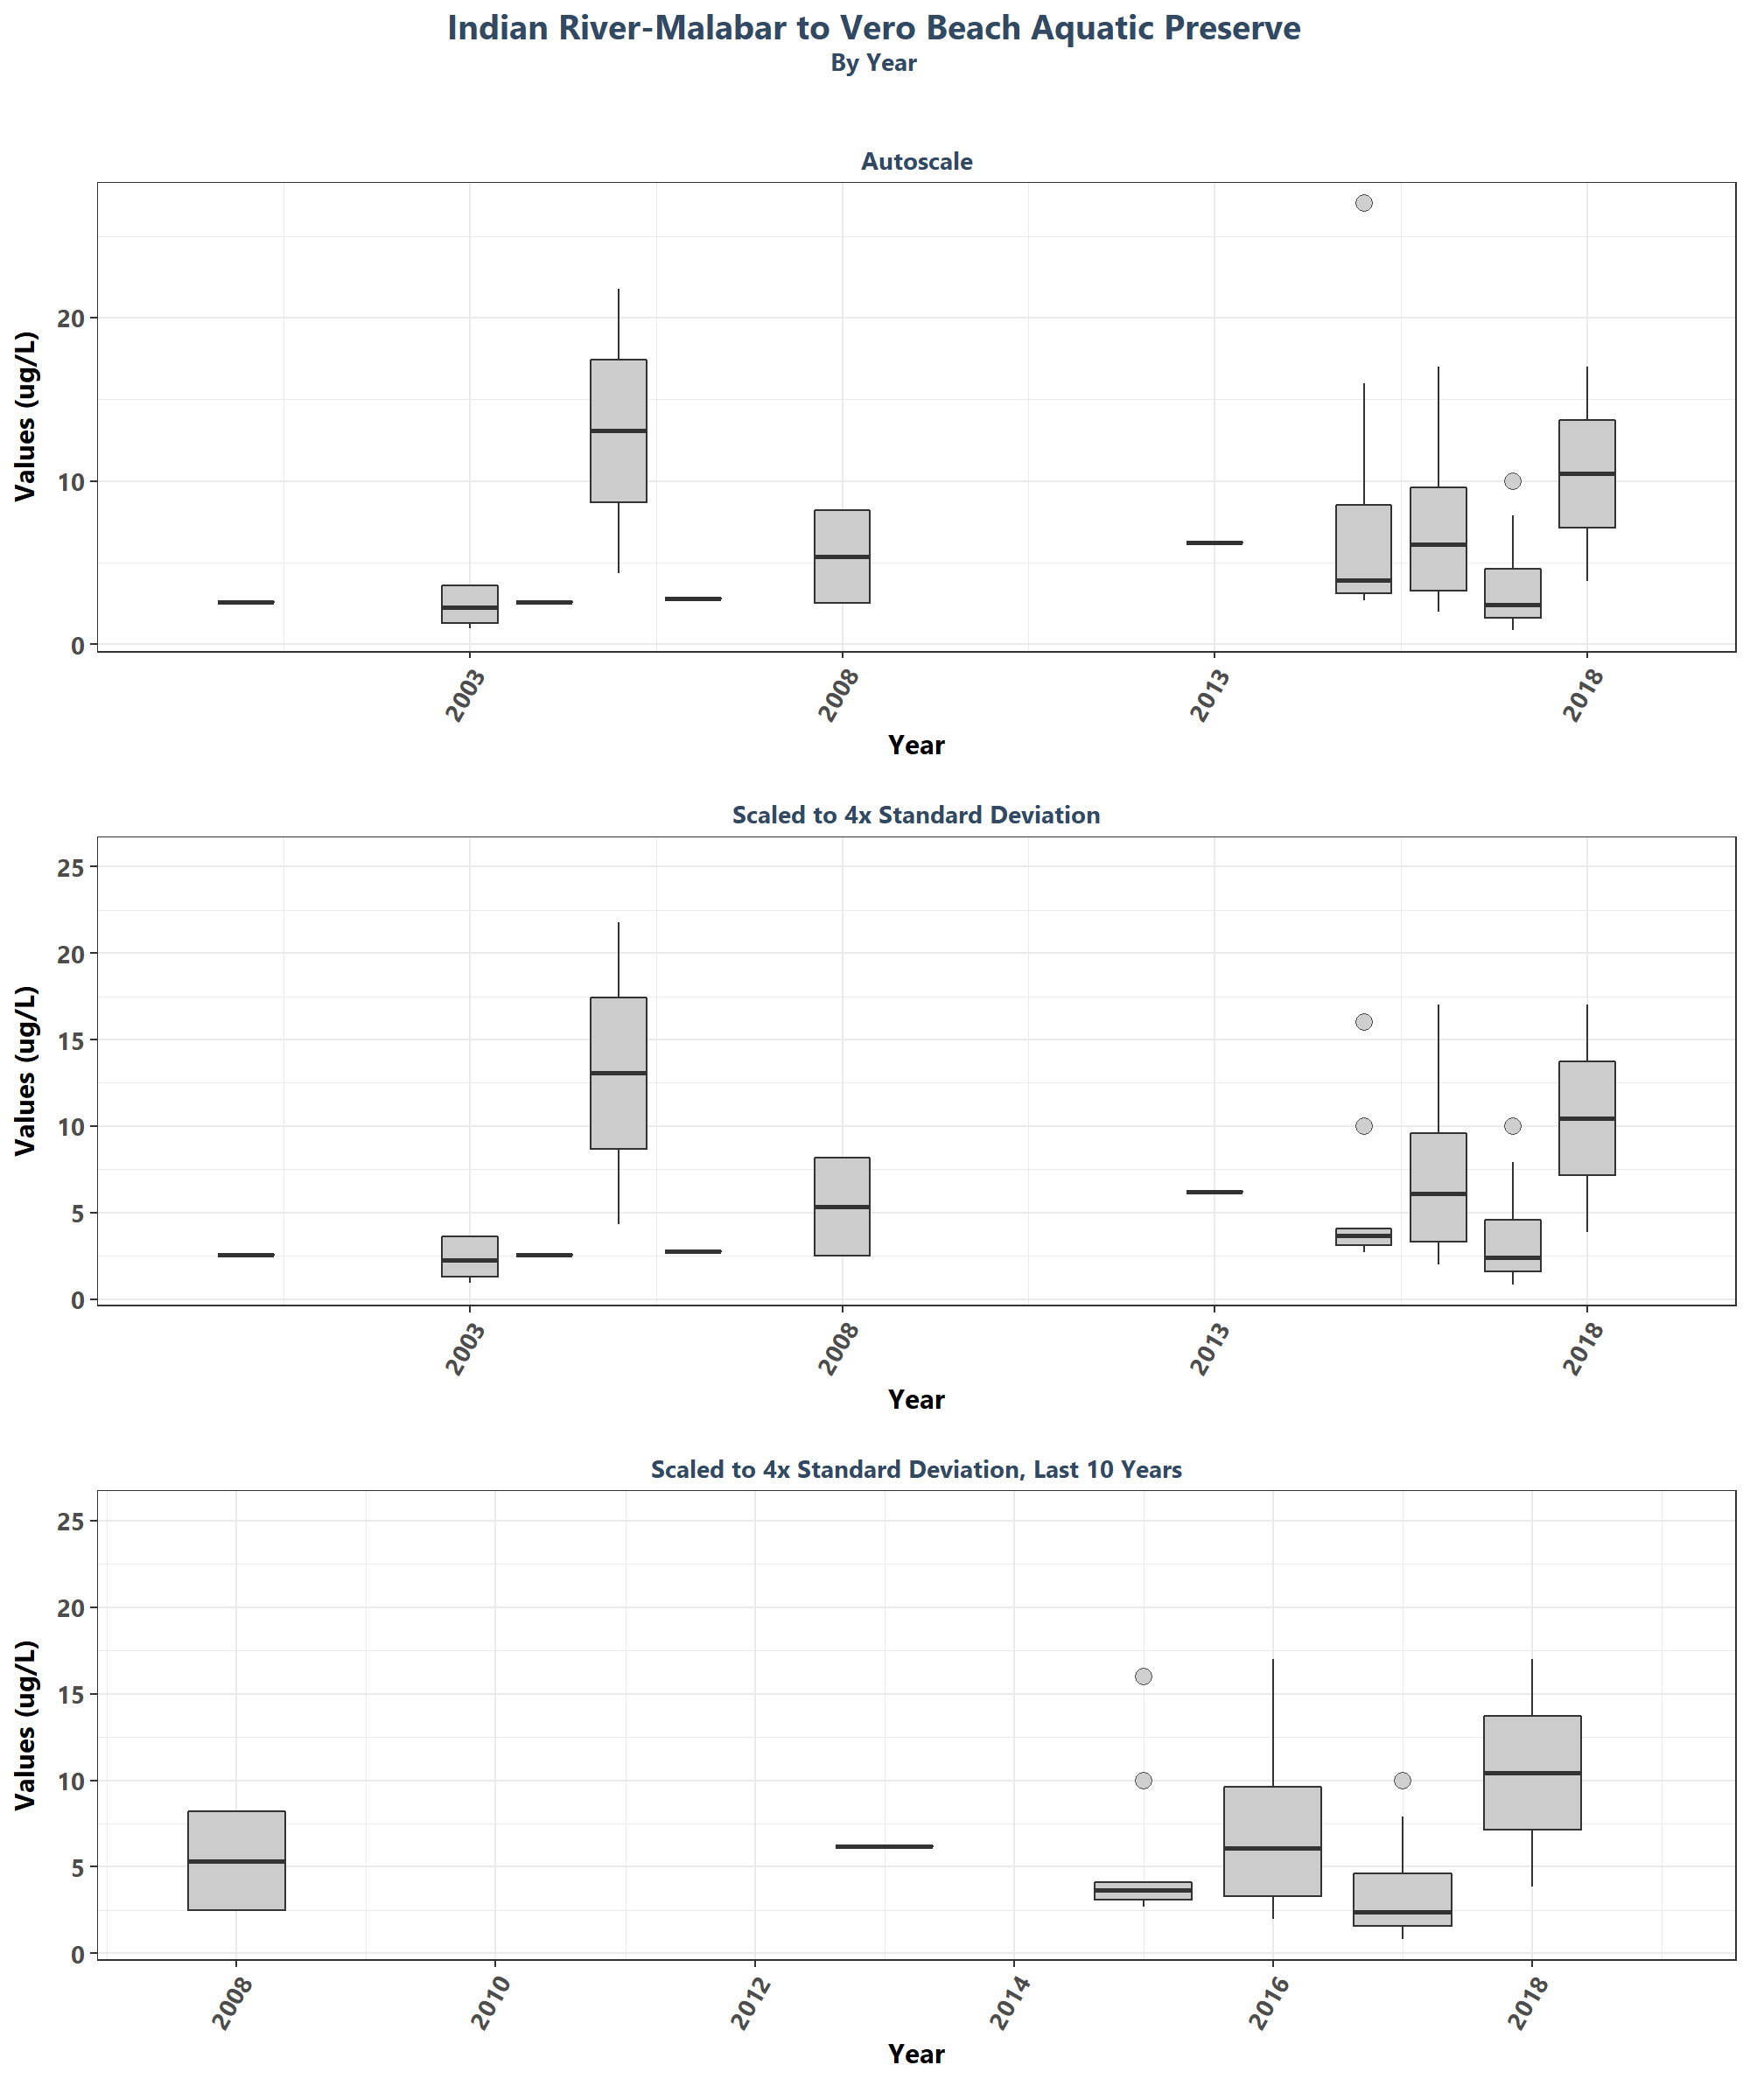 Indian River-Malabar to Vero Beach Aquatic Preserve
By Year
Autoscale
Values (ug/L)
20
10
0
2003 2008 2013 2018
Year
Scaled to 4x Standard Deviation
Values (ug/L)
25
20
15
10
5
0
2003 2008 2013 2018
Year
Scaled to 4x Standard Deviation, Last 10 Years
Values (ug/L)
25
20
15
10
5
0
2008 2010 2012 2014 2016 2018
Year